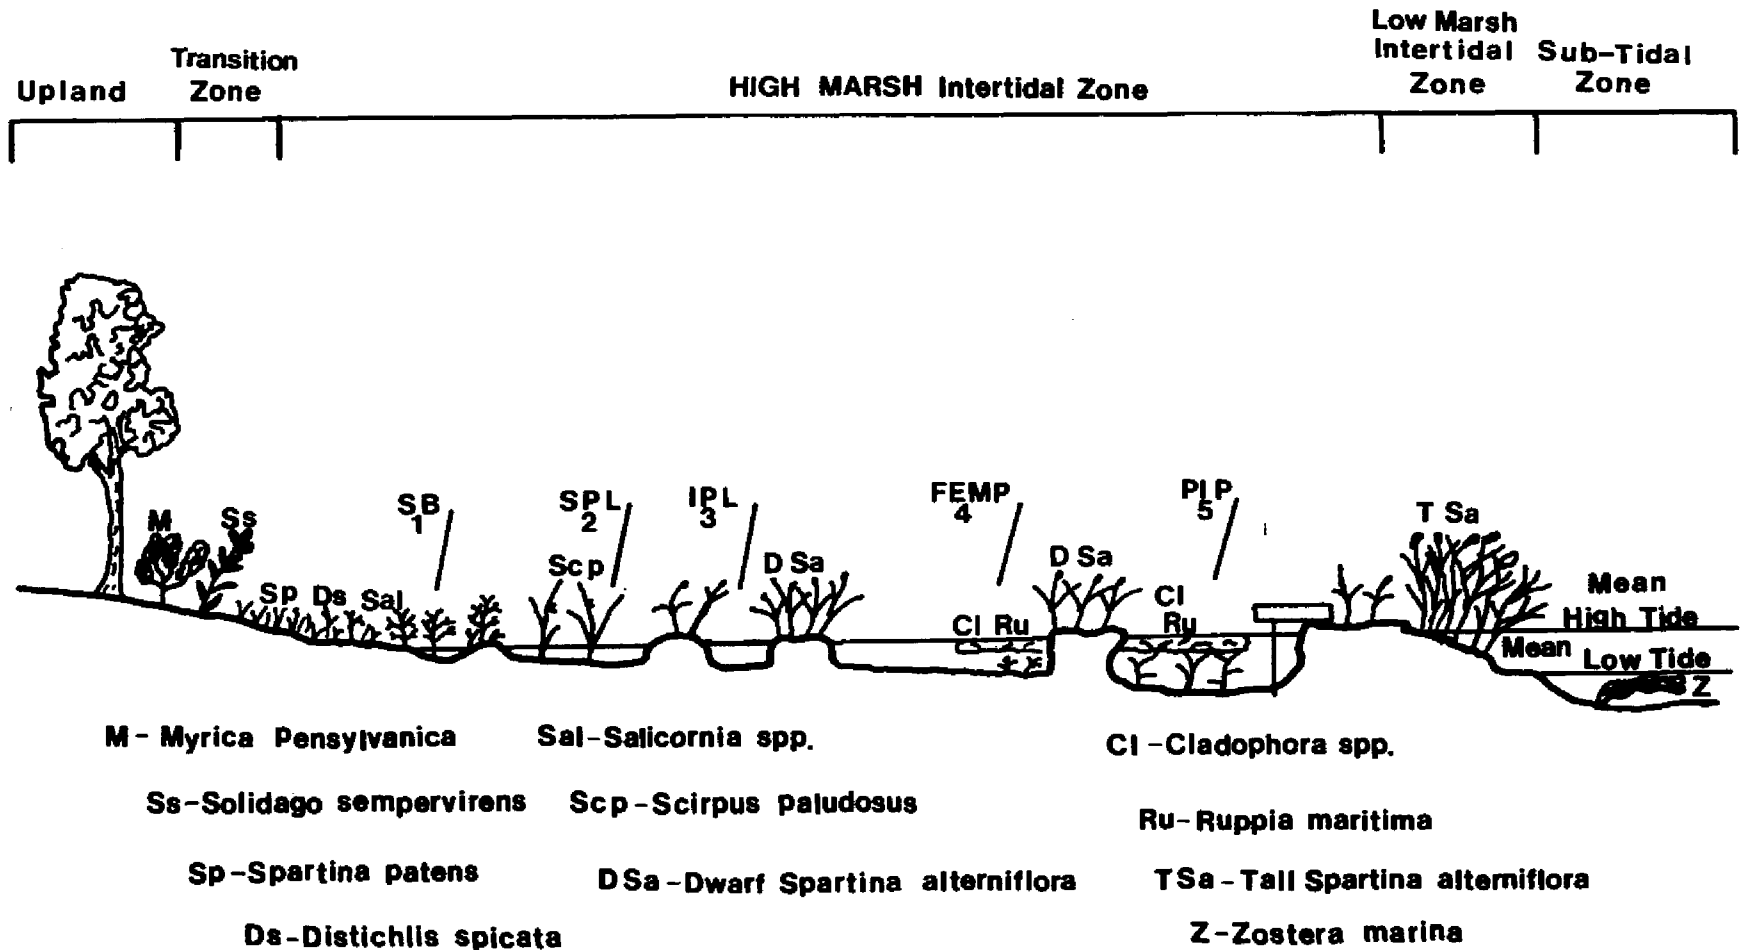 Upland
Transition
Zone
HIGH MARSH Intertidal Zone
Low Marsh
Intertidal
Zone
Sub-Tidal
Zone
M
Ss
Sp
Ds
Sal
SB
1
SPL
2
Scp
IPL
3
D Sa
FEMP
4
Cl Ru
D Sa
PIP
5
Cl
Ru
T Sa
Mean
High Tide
Mean
Low Tide
Z
M - Myrica Pensylvanica
Ss-Solidago sempervirens
Sp-Spartina patens
Ds-Distichlis spicata
Sal-Salicornia spp.
Scp-Scirpus paludosus
D Sa-Dwarf Spartina alterniflora
Cl-Cladophora spp.
Ru-Ruppia maritima
TSa-Tall Spartina alterniflora
Z-Zostera marina